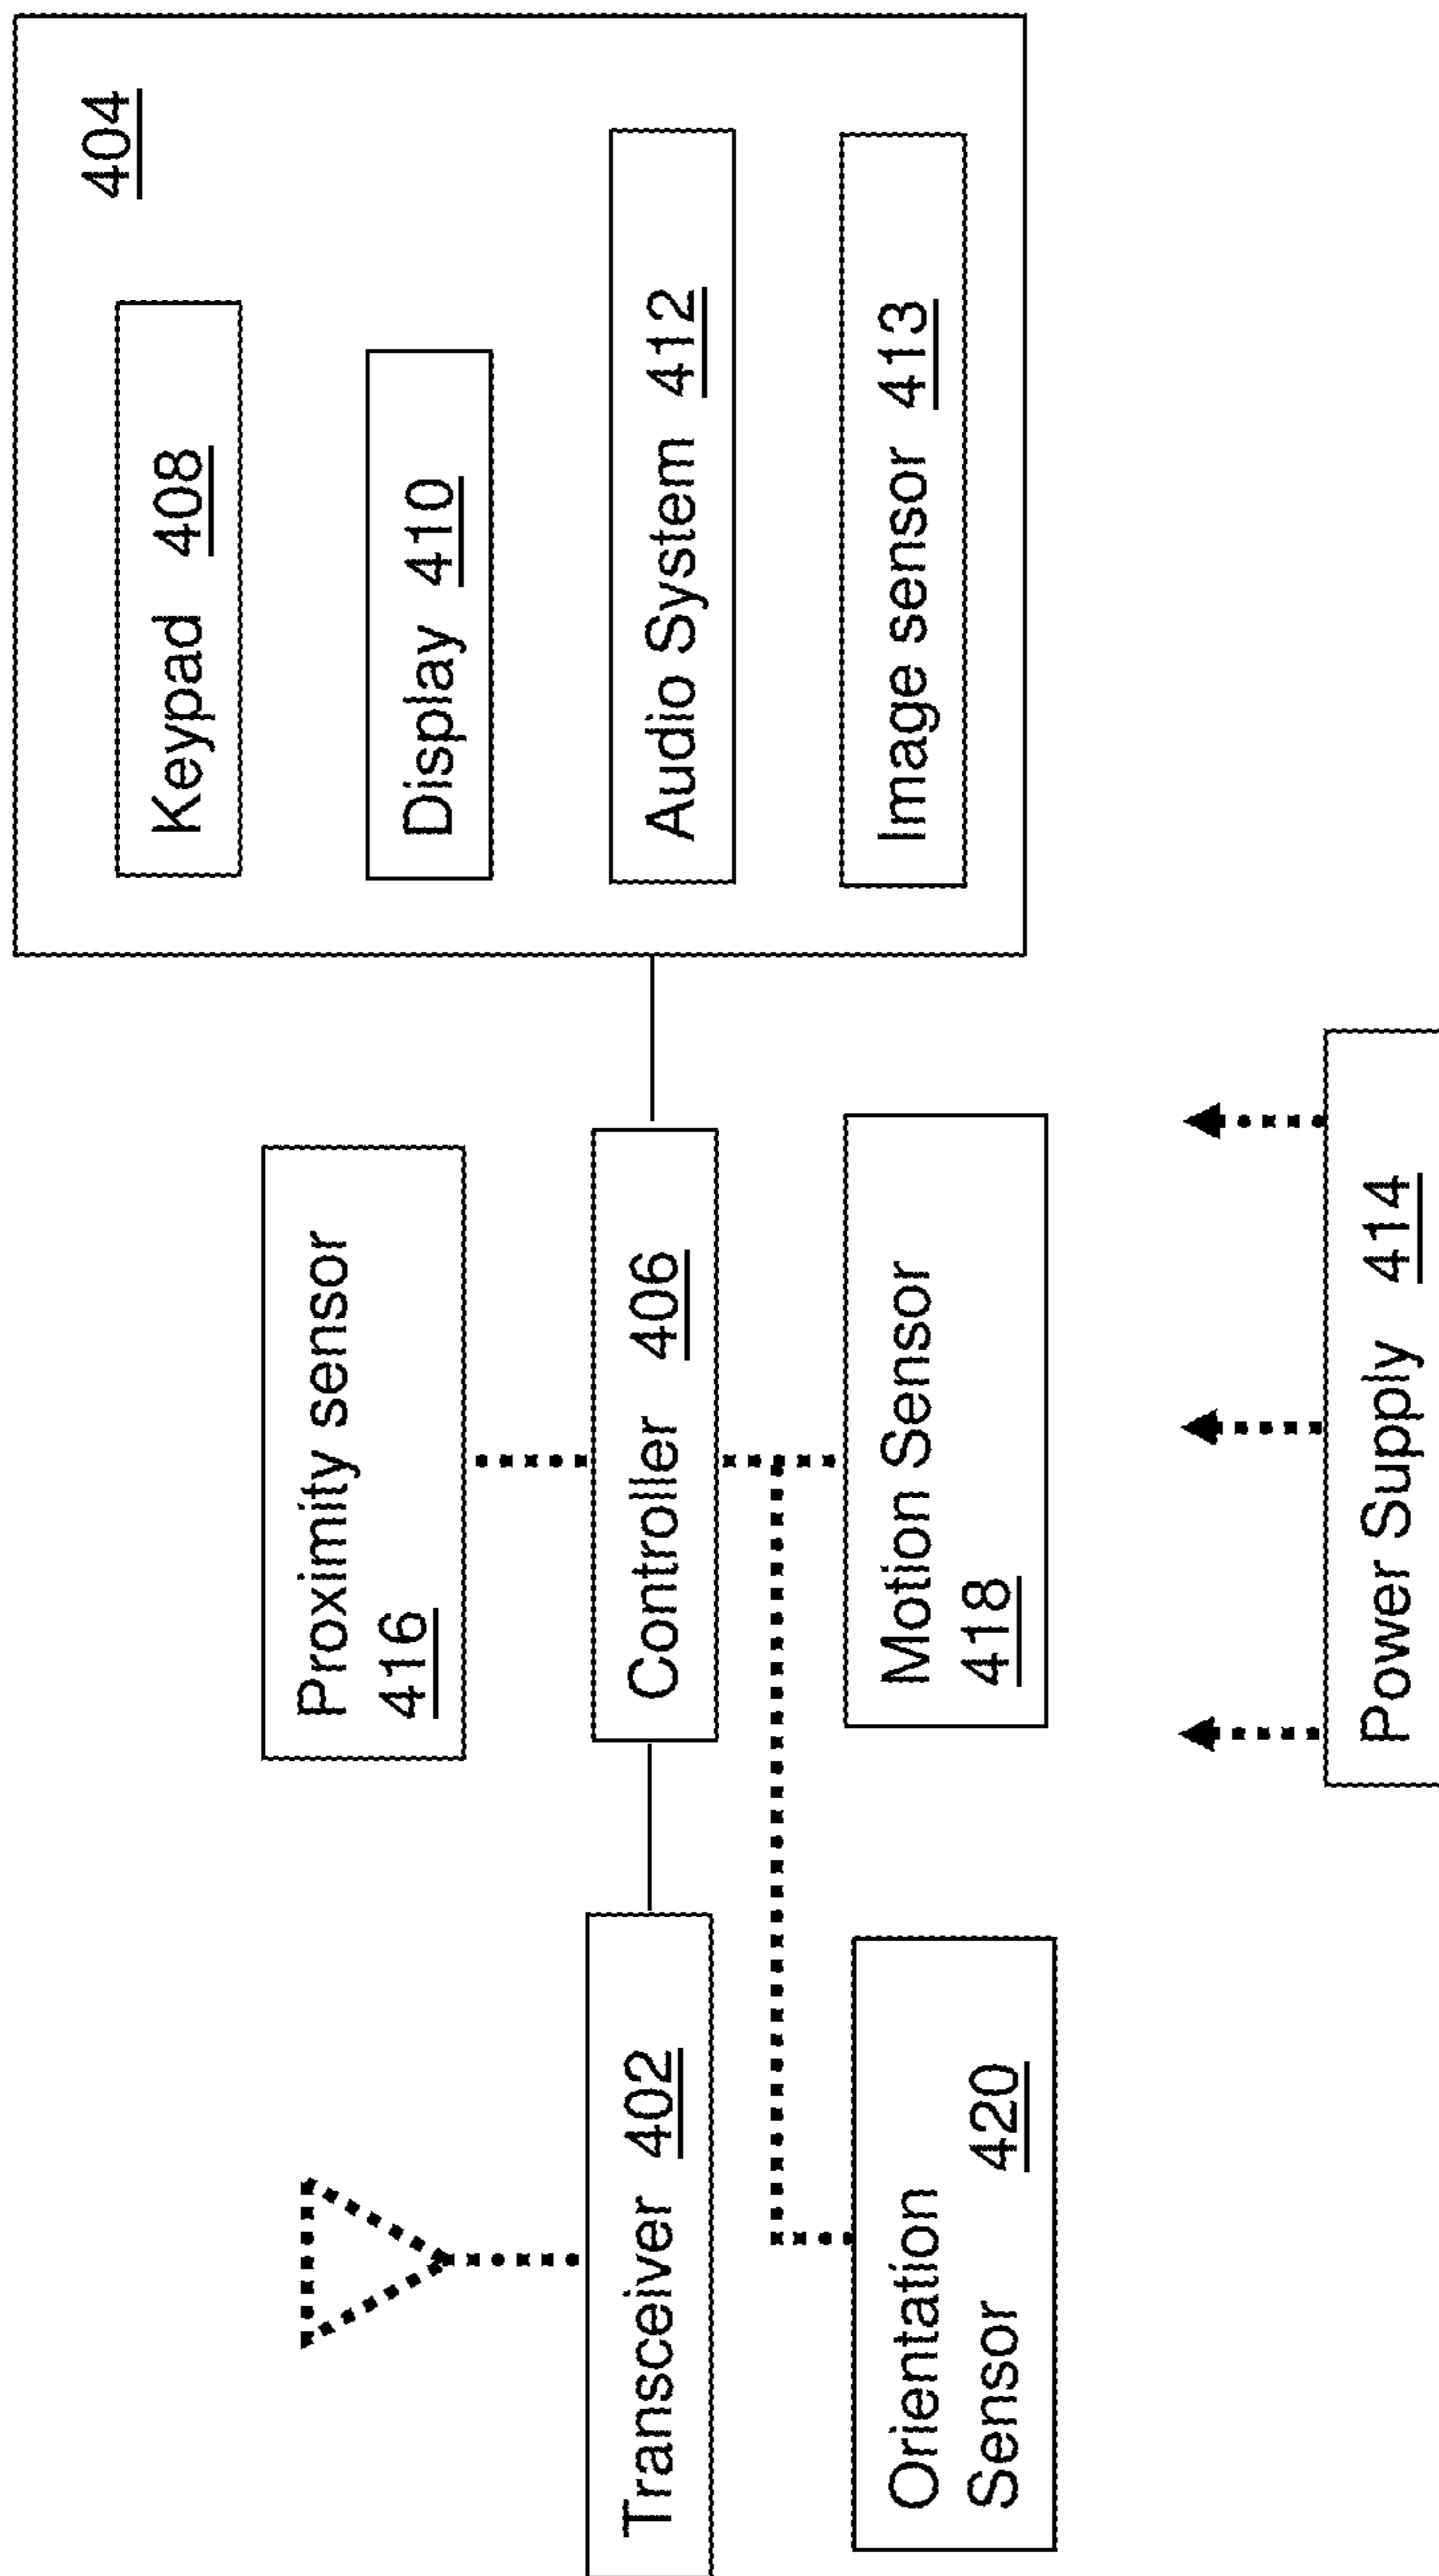 404
Keypad 408
Display 410
Audio System 412
Image sensor 413
Proximity sensor
416
Controller 406
Motion Sensor
418
Transceiver 402
Orientation
Sensor 420
Power Supply 414